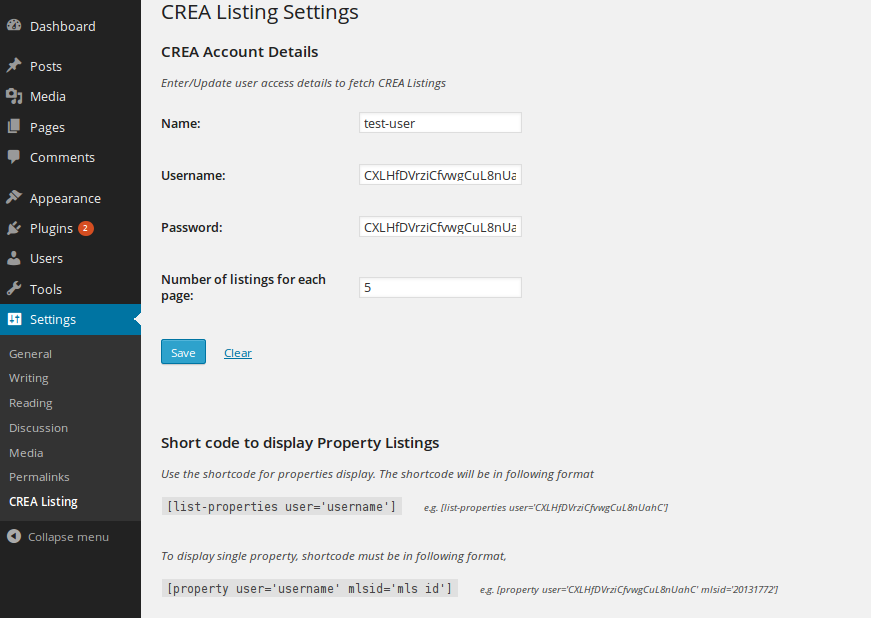 Dashboard
Posts
Media
Pages
Comments
Appearance
Plugins 2
Users
Tools
Settings
General
Writing
Reading
Discussion
Media
Permalinks
CREA Listing
Collapse menu
CREA Listing Settings
CREA Account Details
Enter/Update user access details to fetch CREA Listings
Name: test-user
Username: CXLHfDVrziCfvwgCuL8nUa
Password: CXLHfDVrziCfvwgCuL8nUa
Number of listings for each
page: 5
Save Clear
Short code to display Property Listings
Use the shortcode for properties display. The shortcode will be in following format
[list-properties user='username'] e.g. [list-properties user='CXLHfDVrziCfvwgCuL8nUahC']
To display single property, shortcode must be in following format,
[property user='username' mlsid='mls id'] e.g. [property user='CXLHfDVrziCfvwgCuL8nUahC' mlsid='20131772']